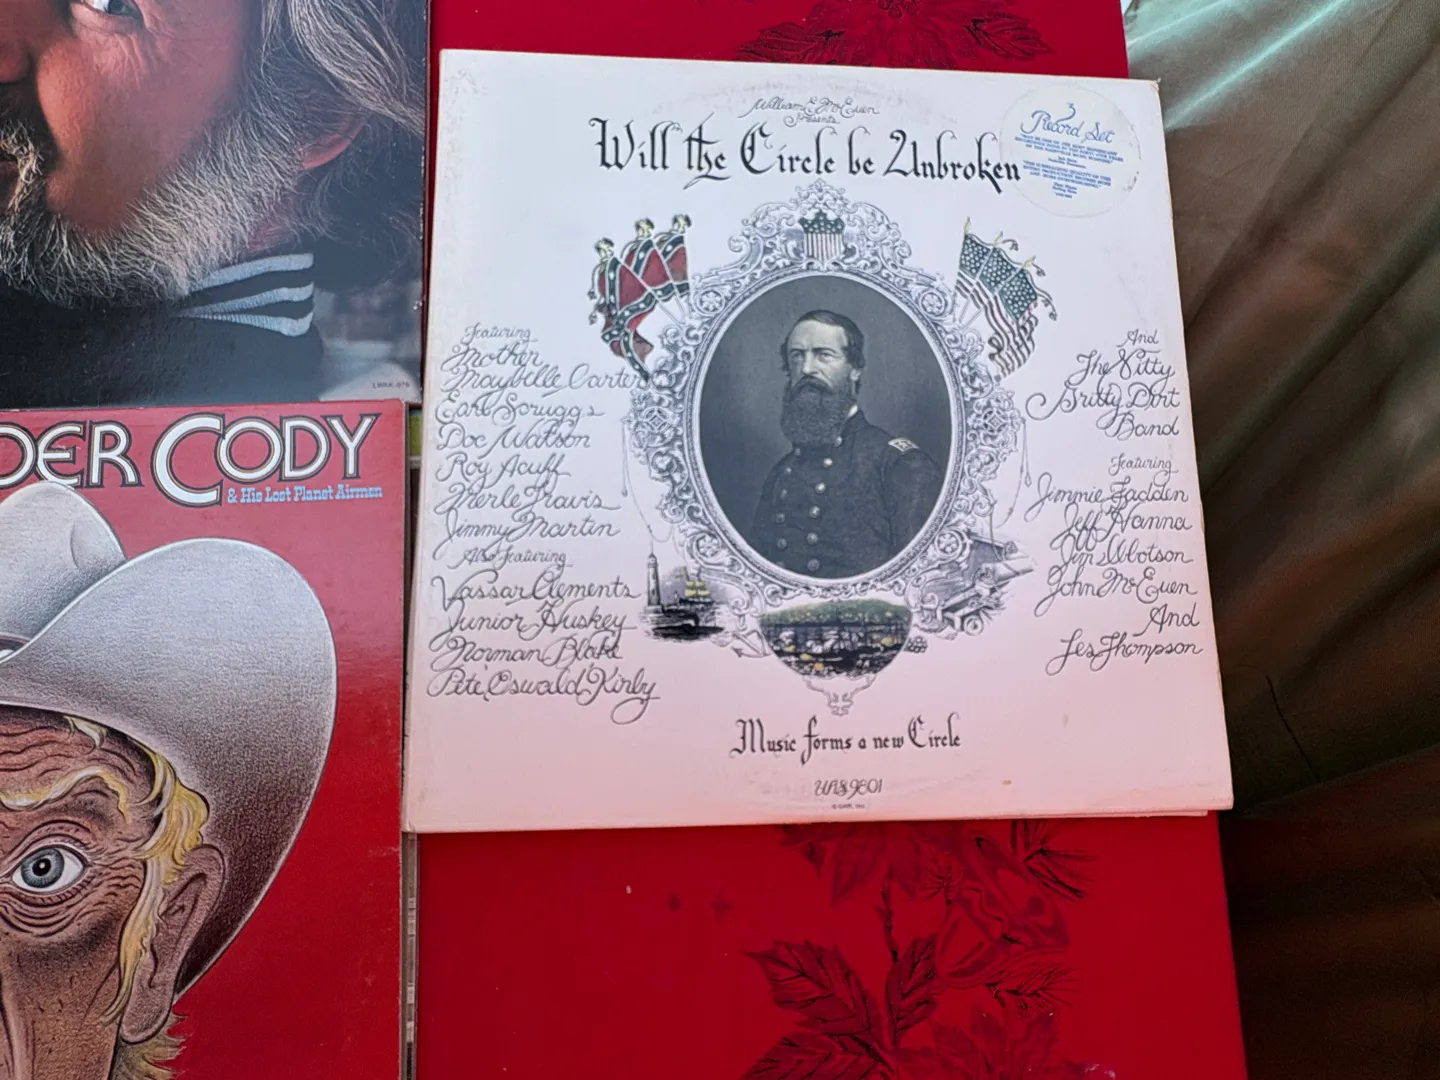 LWRK-076
DER CODY
& His Lost Planet Airmen
William E. McEuen
Presents
Will the Circle be Unbroken
3
Record Set
Featuring
Mother
Maybelle Carter
Earl Scruggs
Doc Watson
Roy Acuff
Merle Travis
Jimmy Martin
Also Featuring
Vassar Clements
Junior Huskey
Norman Blake
Pete Oswald Kirby
And
The Nitty
Gritty Dirt
Band
Featuring
Jimmie Fadden
Jeff Hanna
Jim Ibbotson
John McEuen
And
Les Thompson
Music forms a new Circle
UAS 9801